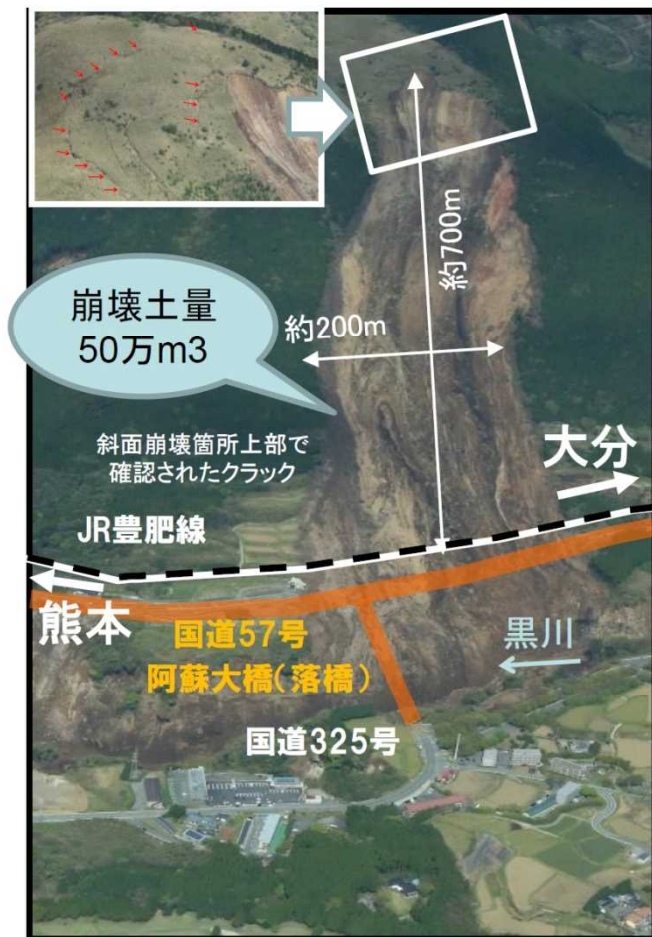 約700m
崩壊土量
50万m3
約200m
斜面崩壊箇所上部で
確認されたクラック
大分
JR豊肥線
熊本
国道57号
黒川
阿蘇大橋(落橋)
国道325号